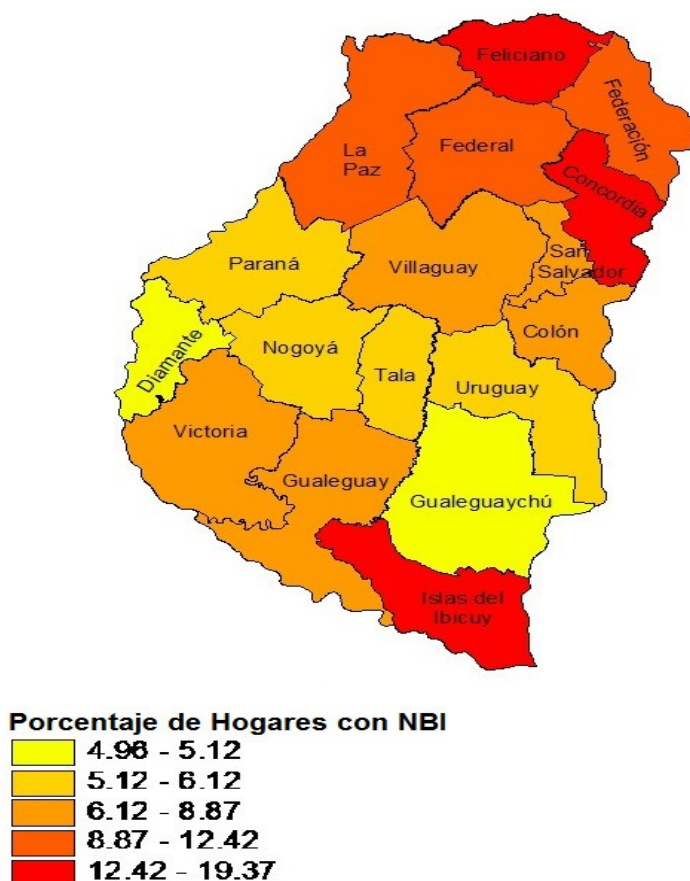 Feliciano
Federación
La
Paz
Federal
Concordia
Paraná
Villaguay
San
Salvador
Diamante
Nogoyá
Tala
Colón
Uruguay
Victoria
Gualeguay
Gualeguaychú
Islas del
Ibicuy
Porcentaje de Hogares con NBI
4.96 - 5.12
5.12 - 6.12
6.12 - 8.87
8.87 - 12.42
12.42 - 19.37